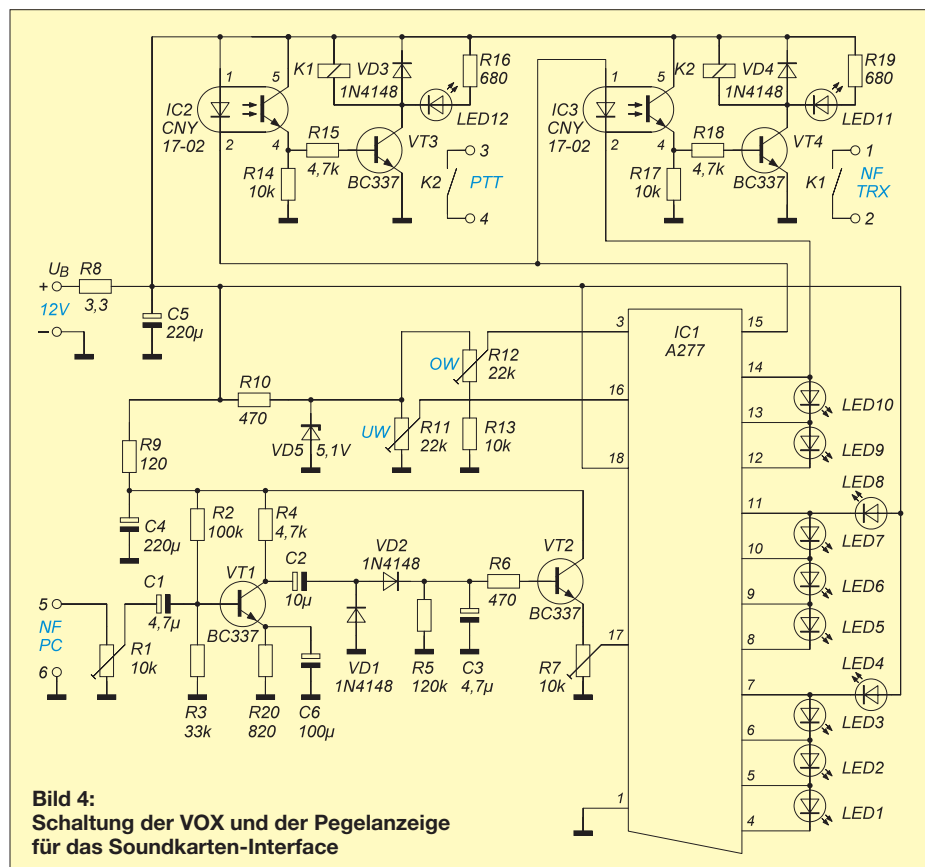 K1
VD3
1N4148
R16
680
LED12
1
5
IC2
CNY
17-02
2
4
R15
4,7k
R14
10k
VT3
BC337
3
K2
PTT
4
K2
VD4
1N4148
R19
680
LED11
1
5
IC3
CNY
17-02
2
4
R18
4,7k
R17
10k
VT4
BC337
1
K1
NF
TRX
2
UB
R8
+
3,3
12V
–
C5
220µ
R10
470
VD5
5,1V
OW
R12
22k
UW
R11
22k
R13
10k
R9
120
C4
220µ
R2
100k
R4
4,7k
C1
4,7µ
VT1
BC337
C2
10µ
VD2
1N4148
R6
470
VT2
BC337
5
NF
PC
6
R1
10k
R3
33k
R20
820
C6
100µ
VD1
1N4148
R5
120k
C3
4,7µ
R7
10k
IC1
A277
3
16
18
17
1
15
14
13
12
11
10
9
8
7
6
5
4
LED10
LED9
LED8
LED7
LED6
LED5
LED4
LED3
LED2
LED1
Bild 4:
Schaltung der VOX und der Pegelanzeige
für das Soundkarten-Interface